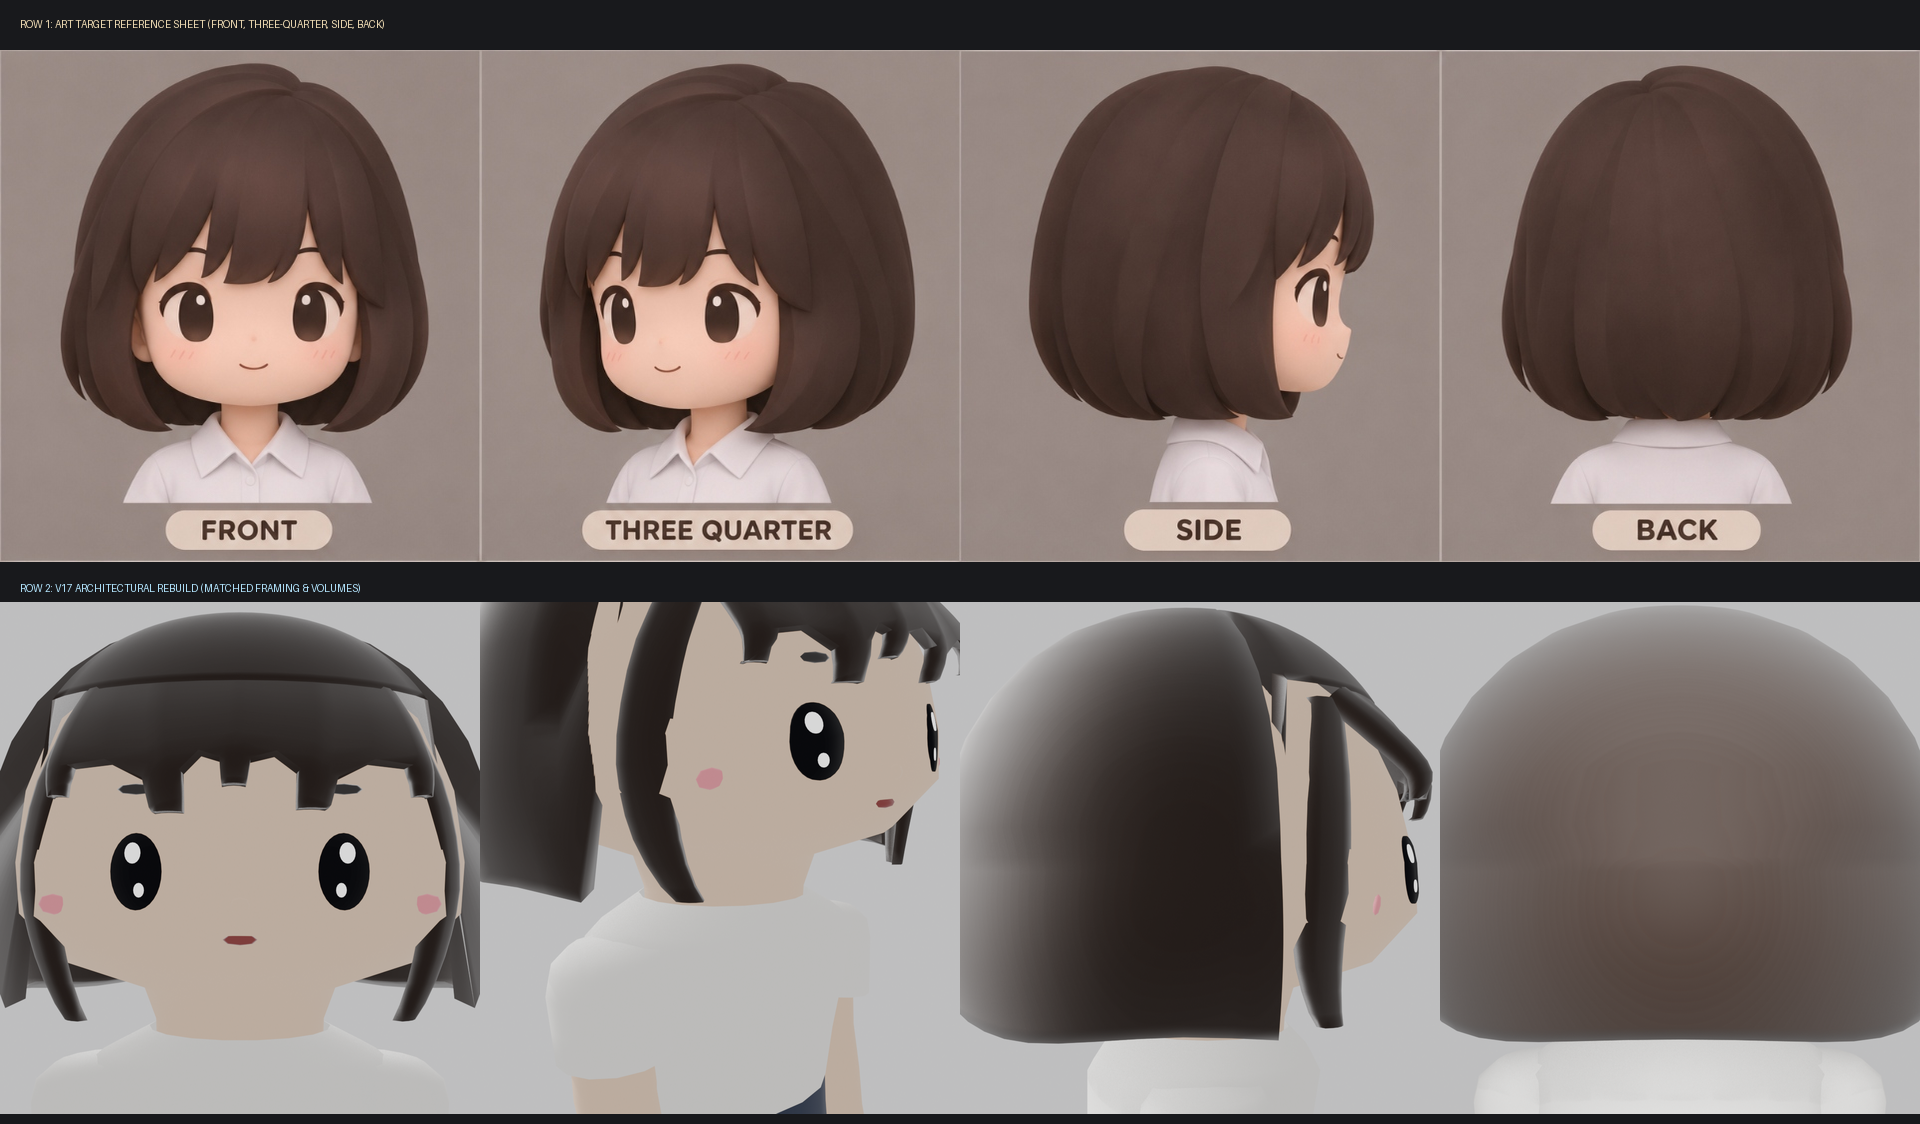 ROW 1: ART TARGET REFERENCE SHEET (FRONT, THREE-QUARTER, SIDE, BACK)
FRONT
THREE QUARTER
SIDE
BACK
ROW 2: V17 ARCHITECTURAL REBUILD (MATCHED FRAMING & VOLUMES)